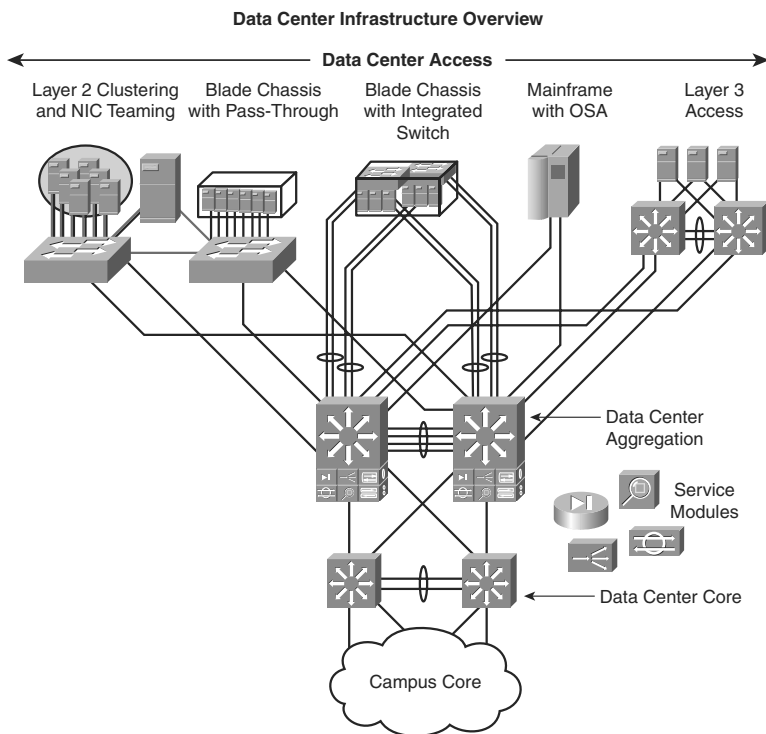 Data Center Infrastructure Overview
Data Center Access
Layer 2 Clustering
and NIC Teaming
Blade Chassis
with Pass-Through
Blade Chassis
with Integrated
Switch
Mainframe
with OSA
Layer 3
Access
Data Center
Aggregation
Service
Modules
Data Center Core
Campus Core